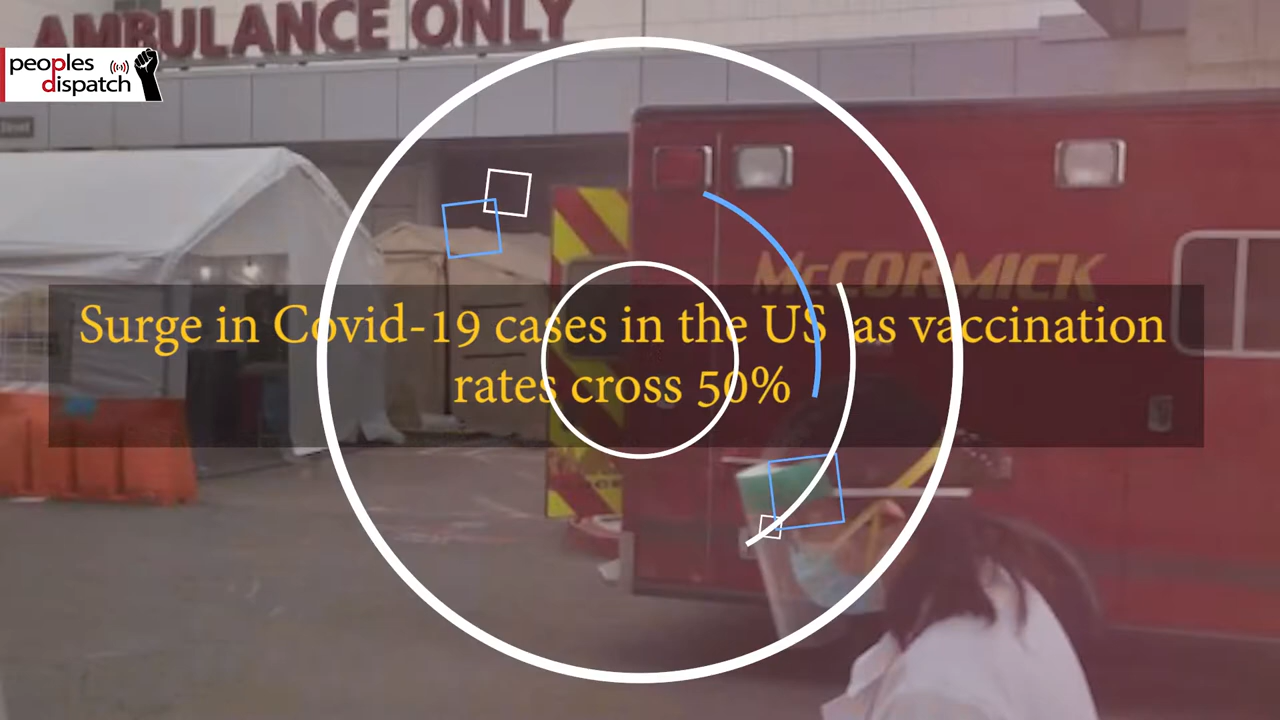 AMBULANCE ONLY
peoples
dispatch
McCORMICK
Surge in Covid-19 cases in the US as vaccination
rates cross 50%